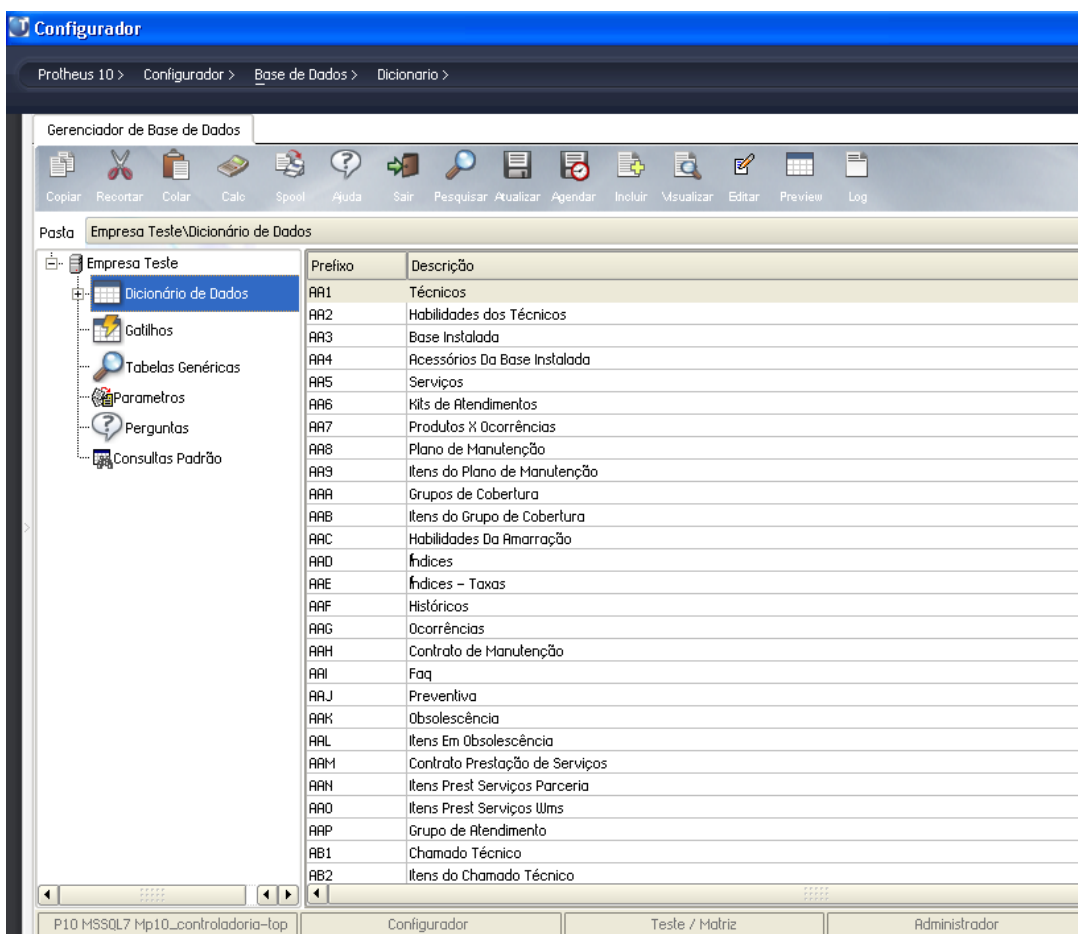 Configurador
Protheus 10 > Configurador > Base de Dados > Dicionario >
Gerenciador de Base de Dados
Copiar Recortar Colar Calc Spool Ajuda Sair Pesquisar Atualizar Agendar Incluir Visualizar Editar Preview Log
Pasta Empresa Teste\Dicionário de Dados
Empresa Teste
Dicionário de Dados
Gatilhos
Tabelas Genéricas
Parametros
Perguntas
Consultas Padrão
Prefixo Descrição
AA1 Técnicos
AA2 Habilidades dos Técnicos
AA3 Base Instalada
AA4 Acessórios Da Base Instalada
AA5 Serviços
AA6 Kits de Atendimentos
AA7 Produtos X Ocorrências
AA8 Plano de Manutenção
AA9 Itens do Plano de Manutenção
AAA Grupos de Cobertura
AAB Itens do Grupo de Cobertura
AAC Habilidades Da Amarração
AAD Índices
AAE Índices - Taxas
AAF Históricos
AAG Ocorrências
AAH Contrato de Manutenção
AAI Faq
AAJ Preventiva
AAK Obsolescência
AAL Itens Em Obsolescência
AAM Contrato Prestação de Serviços
AAN Itens Prest Serviços Parceria
AAO Itens Prest Serviços Wms
AAP Grupo de Atendimento
AB1 Chamado Técnico
AB2 Itens do Chamado Técnico
P10 MSSQL7 Mp10_controladoria-top Configurador Teste / Matriz Administrador